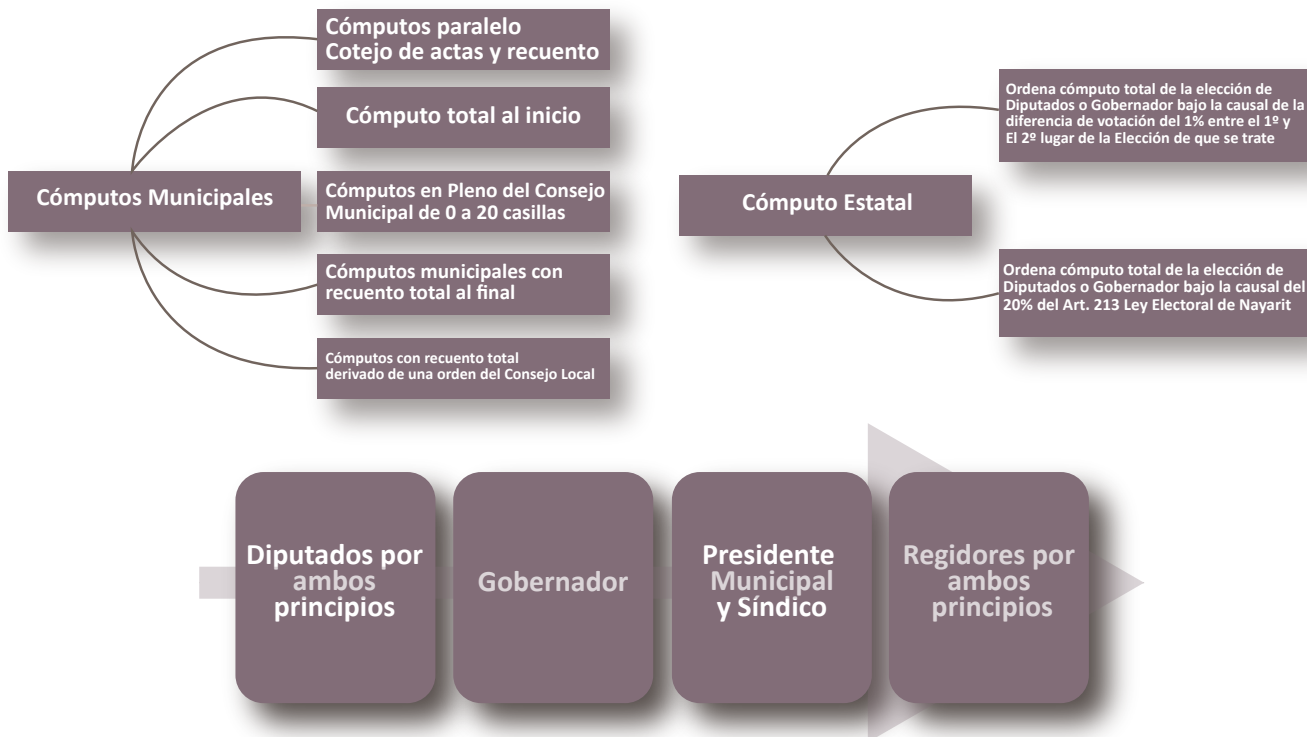 Cómputos paralelo
Cotejo de actas y recuento
Cómputo total al inicio
Cómputos Municipales
Cómputos en Pleno del Consejo
Municipal de 0 a 20 casillas
Cómputos municipales con
recuento total al final
Cómputos con recuento total
derivado de una orden del Consejo Local
Ordena cómputo total de la elección de
Diputados o Gobernador bajo la causal de la
diferencia de votación del 1% entre el 1º y
El 2º lugar de la Elección de que se trate
Cómputo Estatal
Ordena cómputo total de la elección de
Diputados o Gobernador bajo la causal del
20% del Art. 213 Ley Electoral de Nayarit
Diputados por
ambos
principios
Gobernador
Presidente
Municipal
y Síndico
Regidores por
ambos
principios